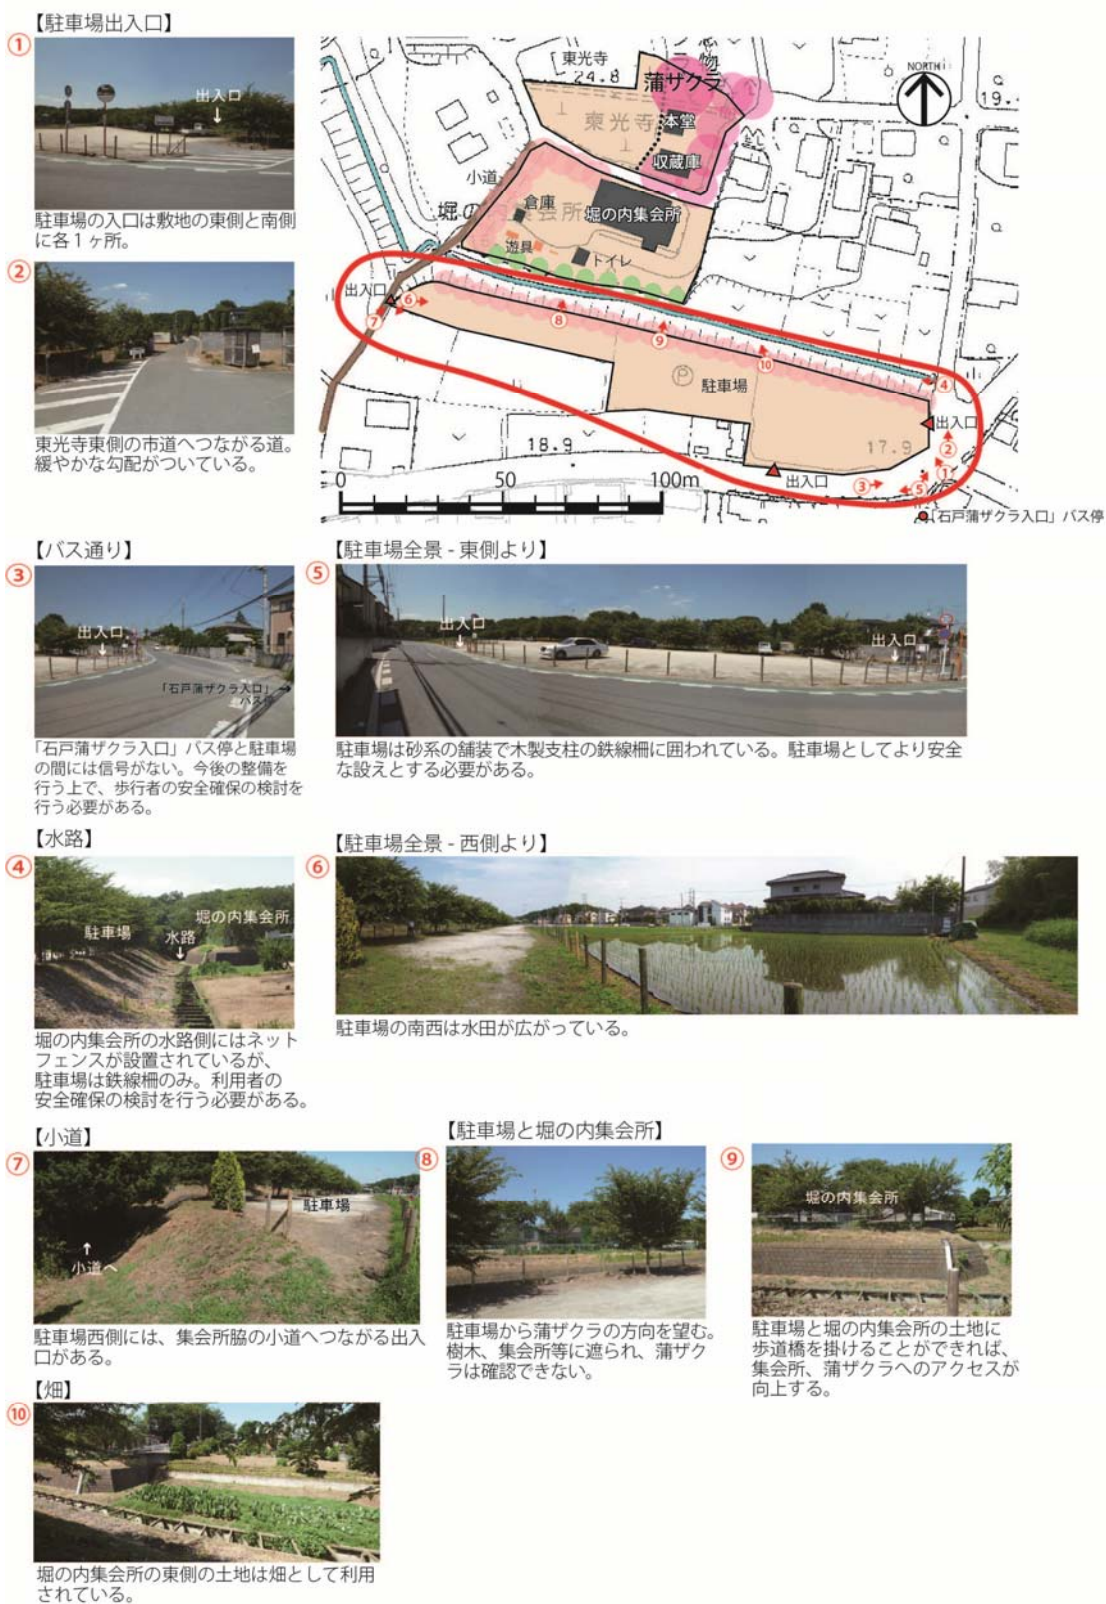 【駐車場出入口】
①
出入口
駐車場の入口は敷地の東側と南側
に各1ヶ所。
②
東光寺東側の市道へつながる道。
緩やかな勾配がついている。
東光寺
24.8
蒲ザクラ
NORTH
19.
東光寺
本堂
収蔵庫
小道
倉庫
堀の内集会所
遊具
トイレ
出入口
⑥
⑦
⑧
⑨
⑩
④
P
駐車場
出入口
18.9
17.9
②
①
③
⑤
出入口
0
50
100m
「石戸蒲ザクラ入口」バス停
【バス通り】
③
出入口
「石戸蒲ザクラ入口」→
バス停
「石戸蒲ザクラ入口」バス停と駐車場
の間には信号がない。今後の整備を
行う上で、歩行者の安全確保の検討を
行う必要がある。
【駐車場全景 - 東側より】
⑤
出入口
出入口
駐車場は砂系の舗装で木製支柱の鉄線柵に囲われている。駐車場としてより安全
な設えとする必要がある。
【水路】
④
堀の内集会所
駐車場
水路
堀の内集会所の水路側にはネット
フェンスが設置されているが、
駐車場は鉄線柵のみ。利用者の
安全確保の検討を行う必要がある。
【駐車場全景 - 西側より】
⑥
駐車場の南西は水田が広がっている。
【小道】
⑦
駐車場
小道へ
駐車場西側には、集会所脇の小道へつながる出入
口がある。
【駐車場と堀の内集会所】
⑧
駐車場から蒲ザクラの方向を望む。
樹木、集会所等に遮られ、蒲ザク
ラは確認できない。
⑨
堀の内集会所
駐車場と堀の内集会所の土地に
歩道橋を掛けることができれば、
集会所、蒲ザクラへのアクセスが
向上する。
【畑】
⑩
堀の内集会所の東側の土地は畑として利用
されている。